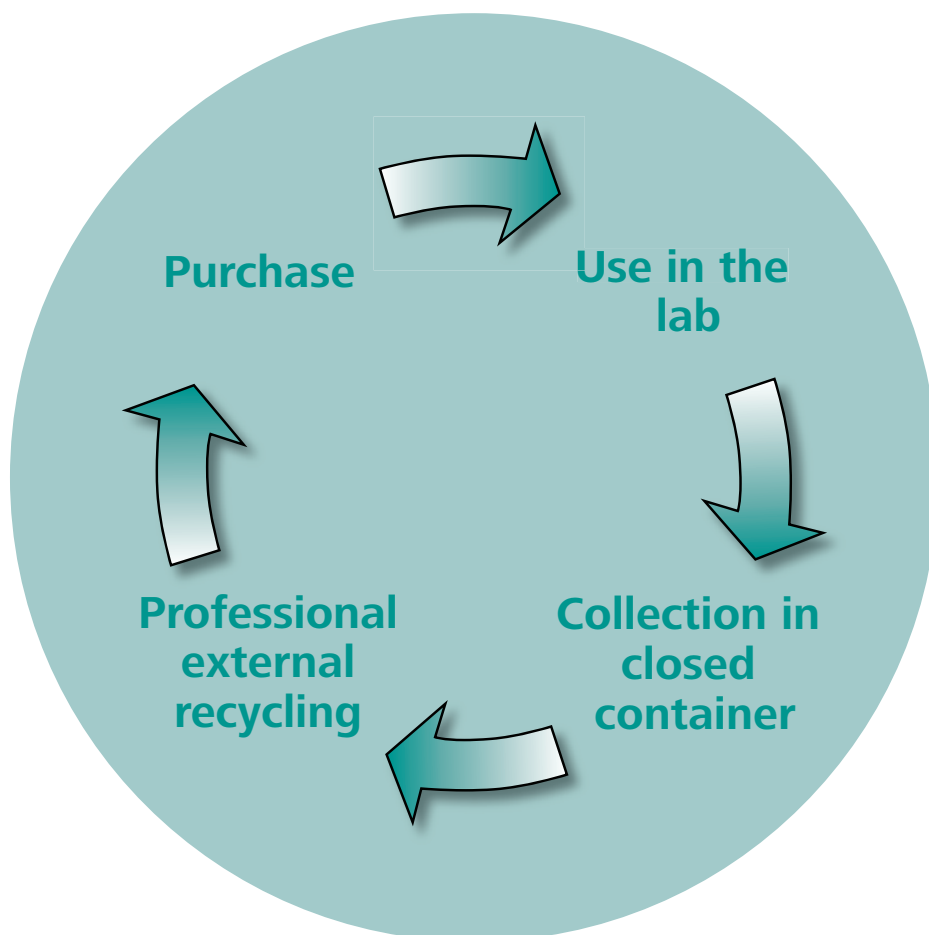 Purchase
Use in the
lab
Professional
external
recycling
Collection in
closed
container